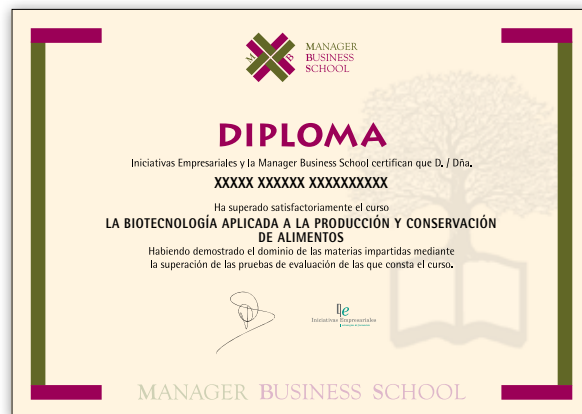 M B
MANAGER
BUSINESS
SCHOOL
DIPLOMA
Iniciativas Empresariales y la Manager Business School certifican que D. / Dña.
XXXXX XXXXXX XXXXXXXXXX
Ha superado satisfactoriamente el curso
LA BIOTECNOLOGÍA APLICADA A LA PRODUCCIÓN Y CONSERVACIÓN
DE ALIMENTOS
Habiendo demostrado el dominio de las materias impartidas mediante
la superación de las pruebas de evaluación de las que consta el curso.
Ie
Iniciativas Empresariales
MANAGER BUSINESS SCHOOL